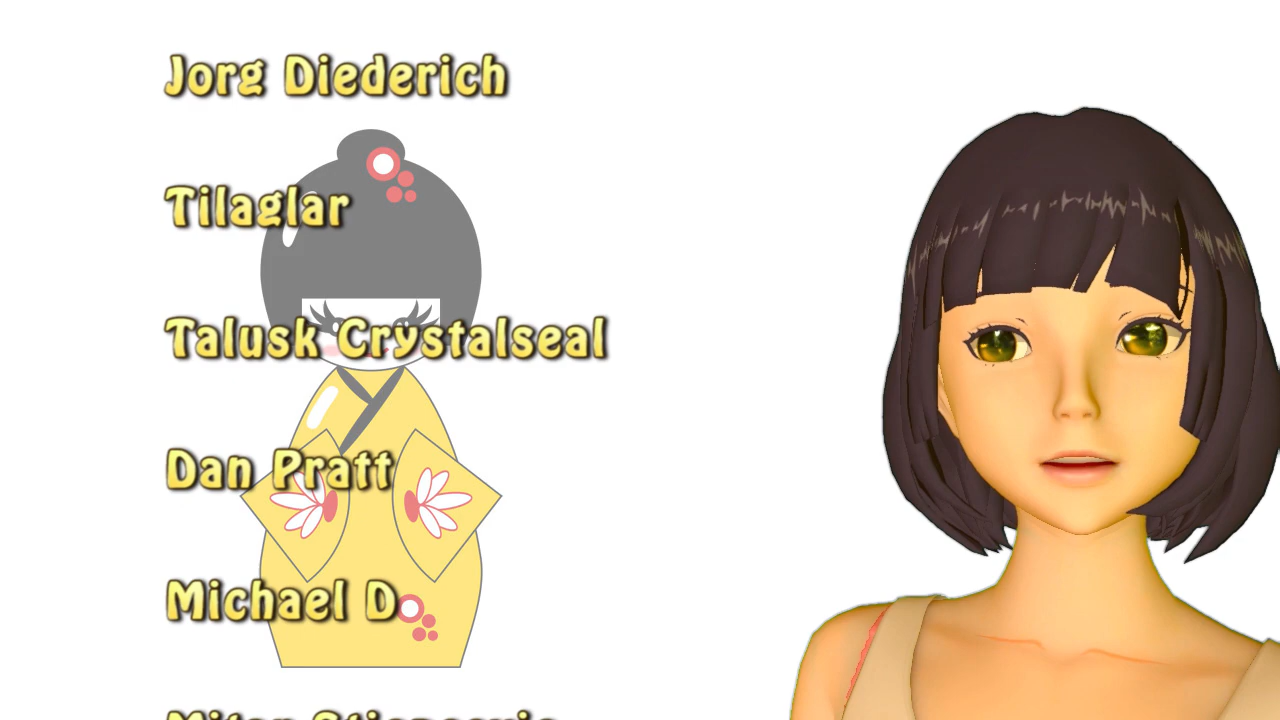 Jorg Diederich
Tilaglar
Talusk Crystalseal
Dan Pratt
Michael D